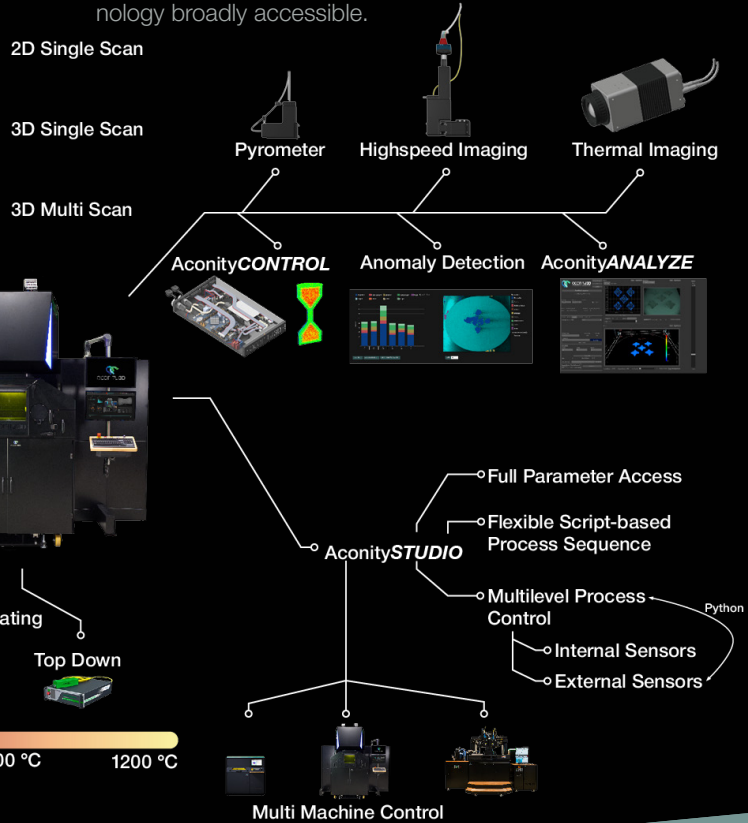 nology broadly accessible.
2D Single Scan
3D Single Scan
Pyrometer
Highspeed Imaging
Thermal Imaging
3D Multi Scan
AconityCONTROL
Anomaly Detection
AconityANALYZE
Full Parameter Access
Flexible Script-based
Process Sequence
AconitySTUDIO
Multilevel Process
Control
Python
Internal Sensors
External Sensors
ating
Top Down
00 °C
1200 °C
Multi Machine Control